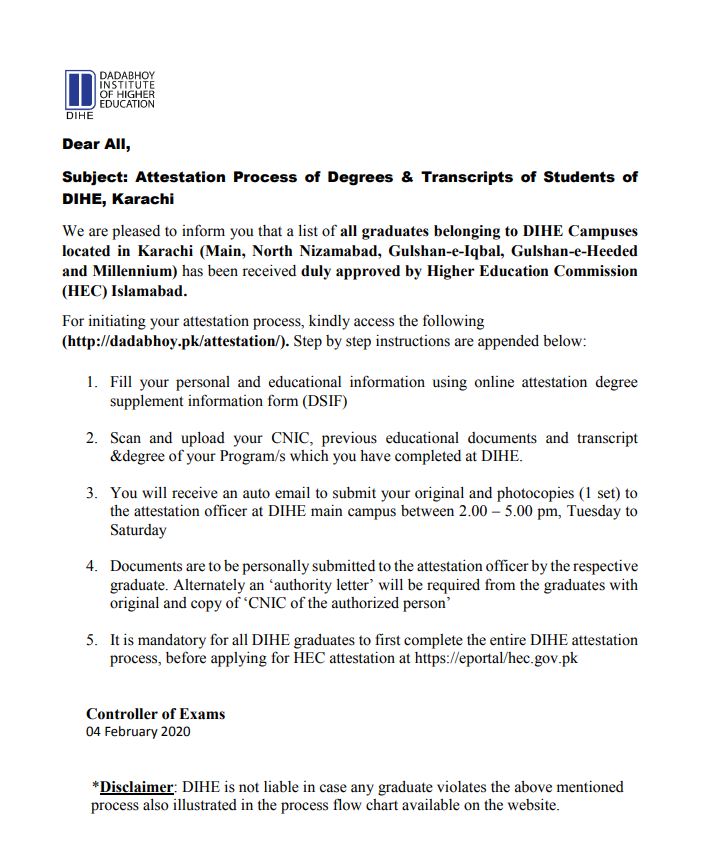 DADABHOY
INSTITUTE
OF HIGHER
EDUCATION
DIHE
Dear All,
Subject: Attestation Process of Degrees & Transcripts of Students of
DIHE, Karachi
We are pleased to inform you that a list of all graduates belonging to DIHE Campuses
located in Karachi (Main, North Nizamabad, Gulshan-e-Iqbal, Gulshan-e-Heeded
and Millennium) has been received duly approved by Higher Education Commission
(HEC) Islamabad.
For initiating your attestation process, kindly access the following
(http://dadabhoy.pk/attestation/). Step by step instructions are appended below:
1. Fill your personal and educational information using online attestation degree
supplement information form (DSIF)
2. Scan and upload your CNIC, previous educational documents and transcript
&degree of your Program/s which you have completed at DIHE.
3. You will receive an auto email to submit your original and photocopies (1 set) to
the attestation officer at DIHE main campus between 2.00 – 5.00 pm, Tuesday to
Saturday
4. Documents are to be personally submitted to the attestation officer by the respective
graduate. Alternately an ‘authority letter’ will be required from the graduates with
original and copy of ‘CNIC of the authorized person’
5. It is mandatory for all DIHE graduates to first complete the entire DIHE attestation
process, before applying for HEC attestation at https://eportal/hec.gov.pk
Controller of Exams
04 February 2020
*Disclaimer: DIHE is not liable in case any graduate violates the above mentioned
process also illustrated in the process flow chart available on the website.